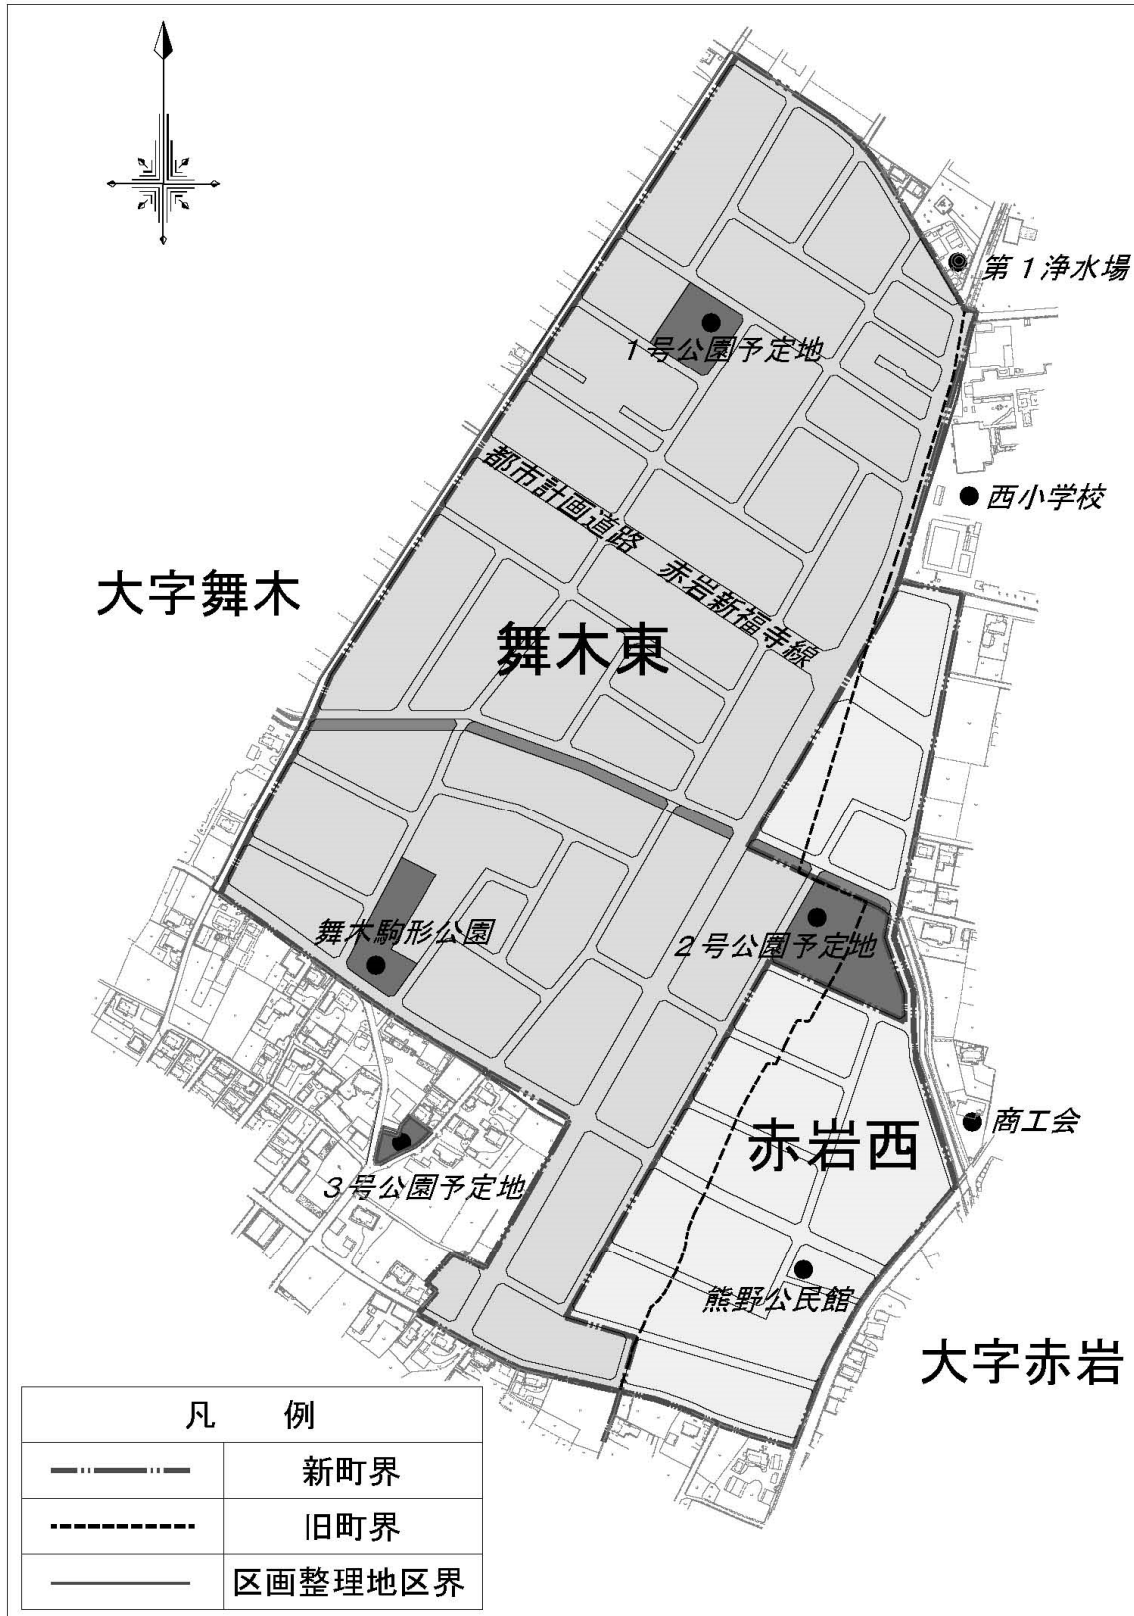 第１浄水場
１号公園予定地
都市計画道路　赤岩新福寺線
西小学校
大字舞木
舞木東
舞木駒形公園
２号公園予定地
赤岩西
商工会
３号公園予定地
熊野公民館
大字赤岩
凡　例
新町界
旧町界
区画整理地区界